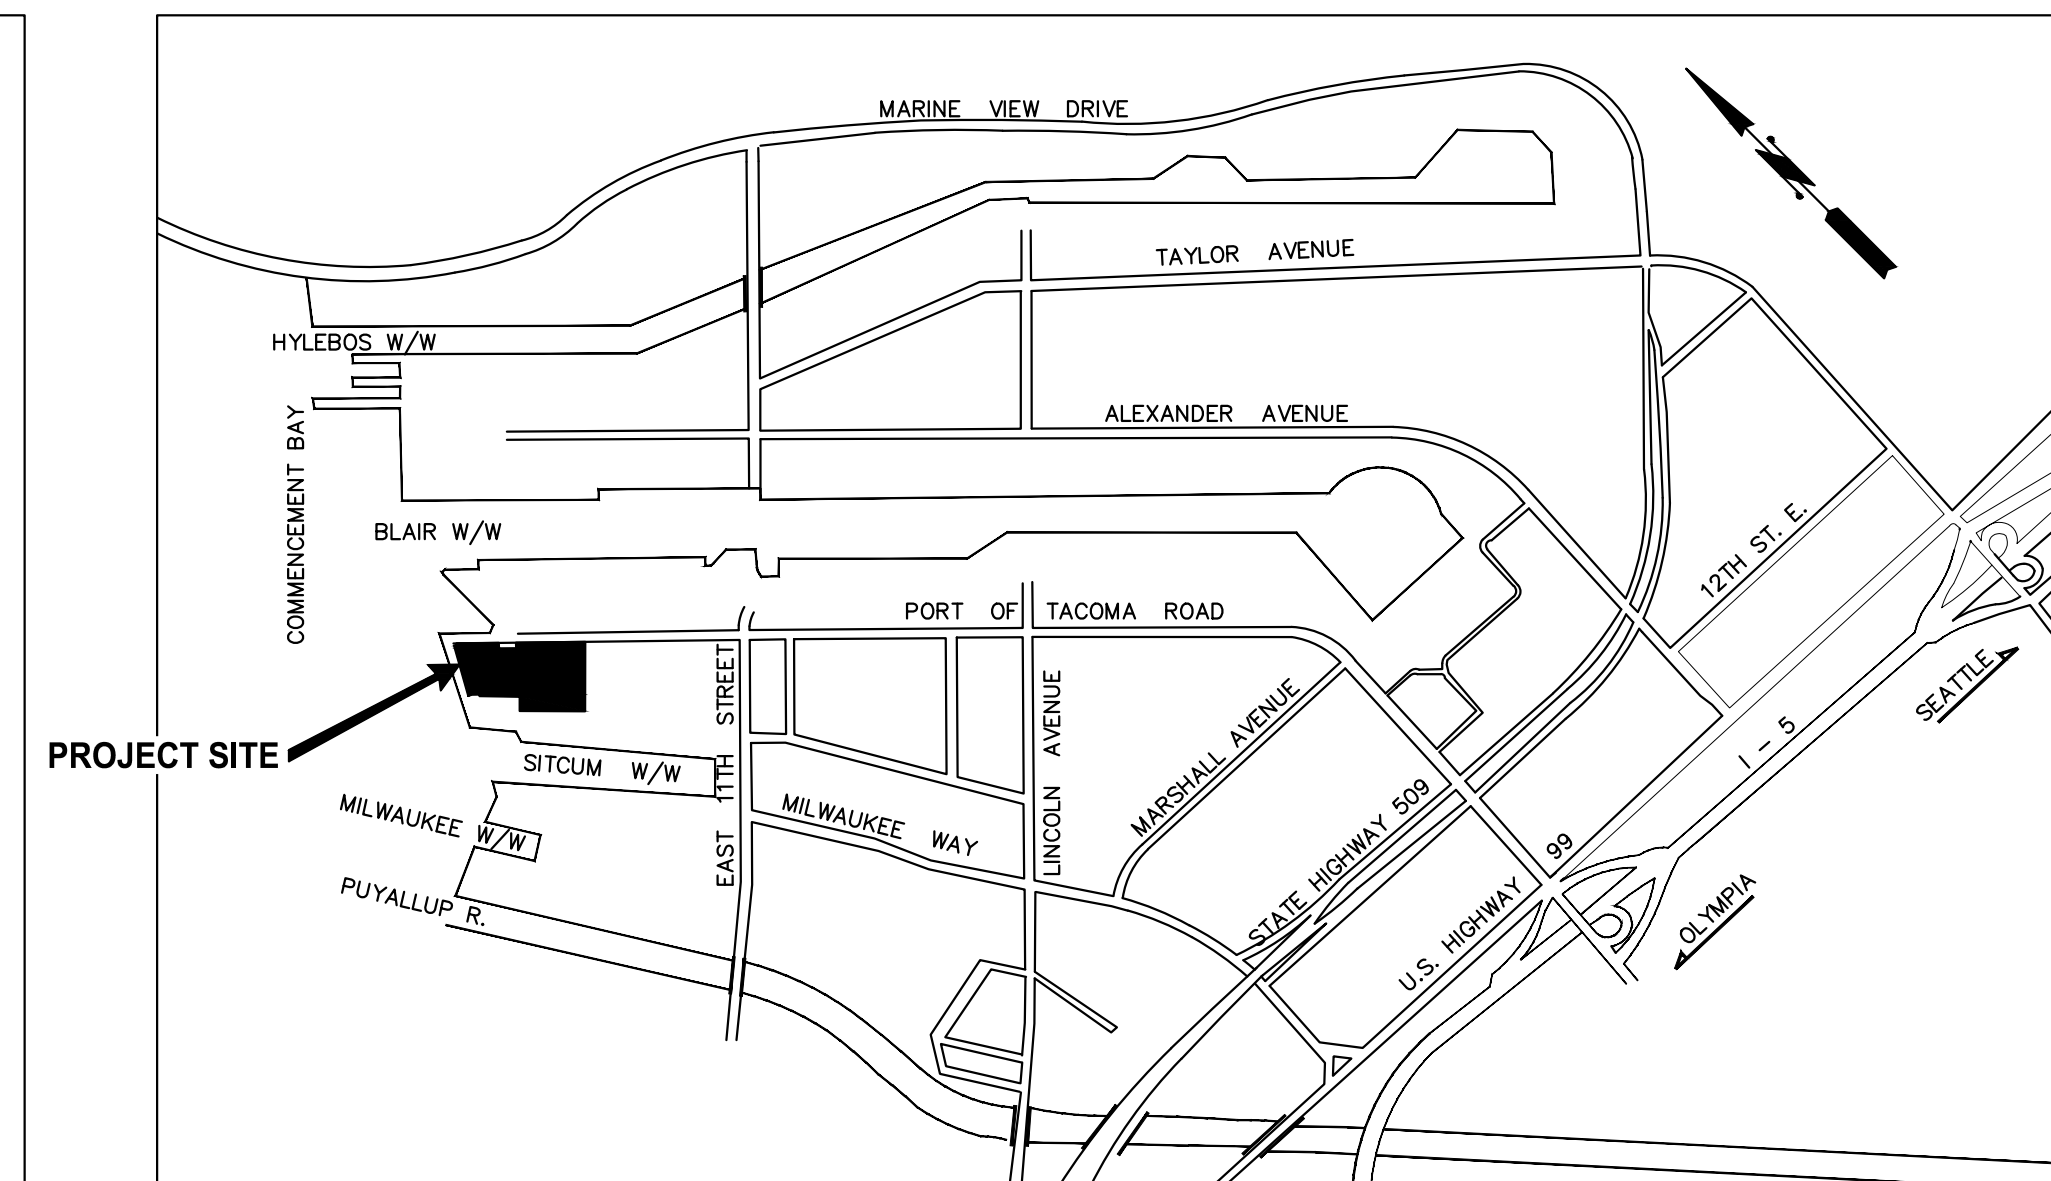 MARINE VIEW DRIVE
TAYLOR AVENUE
HYLEBOS W/W
ALEXANDER AVENUE
COMMENCEMENT BAY
BLAIR W/W
12TH ST. E.
PORT OF TACOMA ROAD
SEATTLE
EAST 11TH STREET
LINCOLN AVENUE
MARSHALL AVENUE
I-5
PROJECT SITE
SITCUM W/W
MILWAUKEE W/W
MILWAUKEE WAY
STATE HIGHWAY 509
U.S. HIGHWAY 99
PUYALLUP R.
OLYMPIA